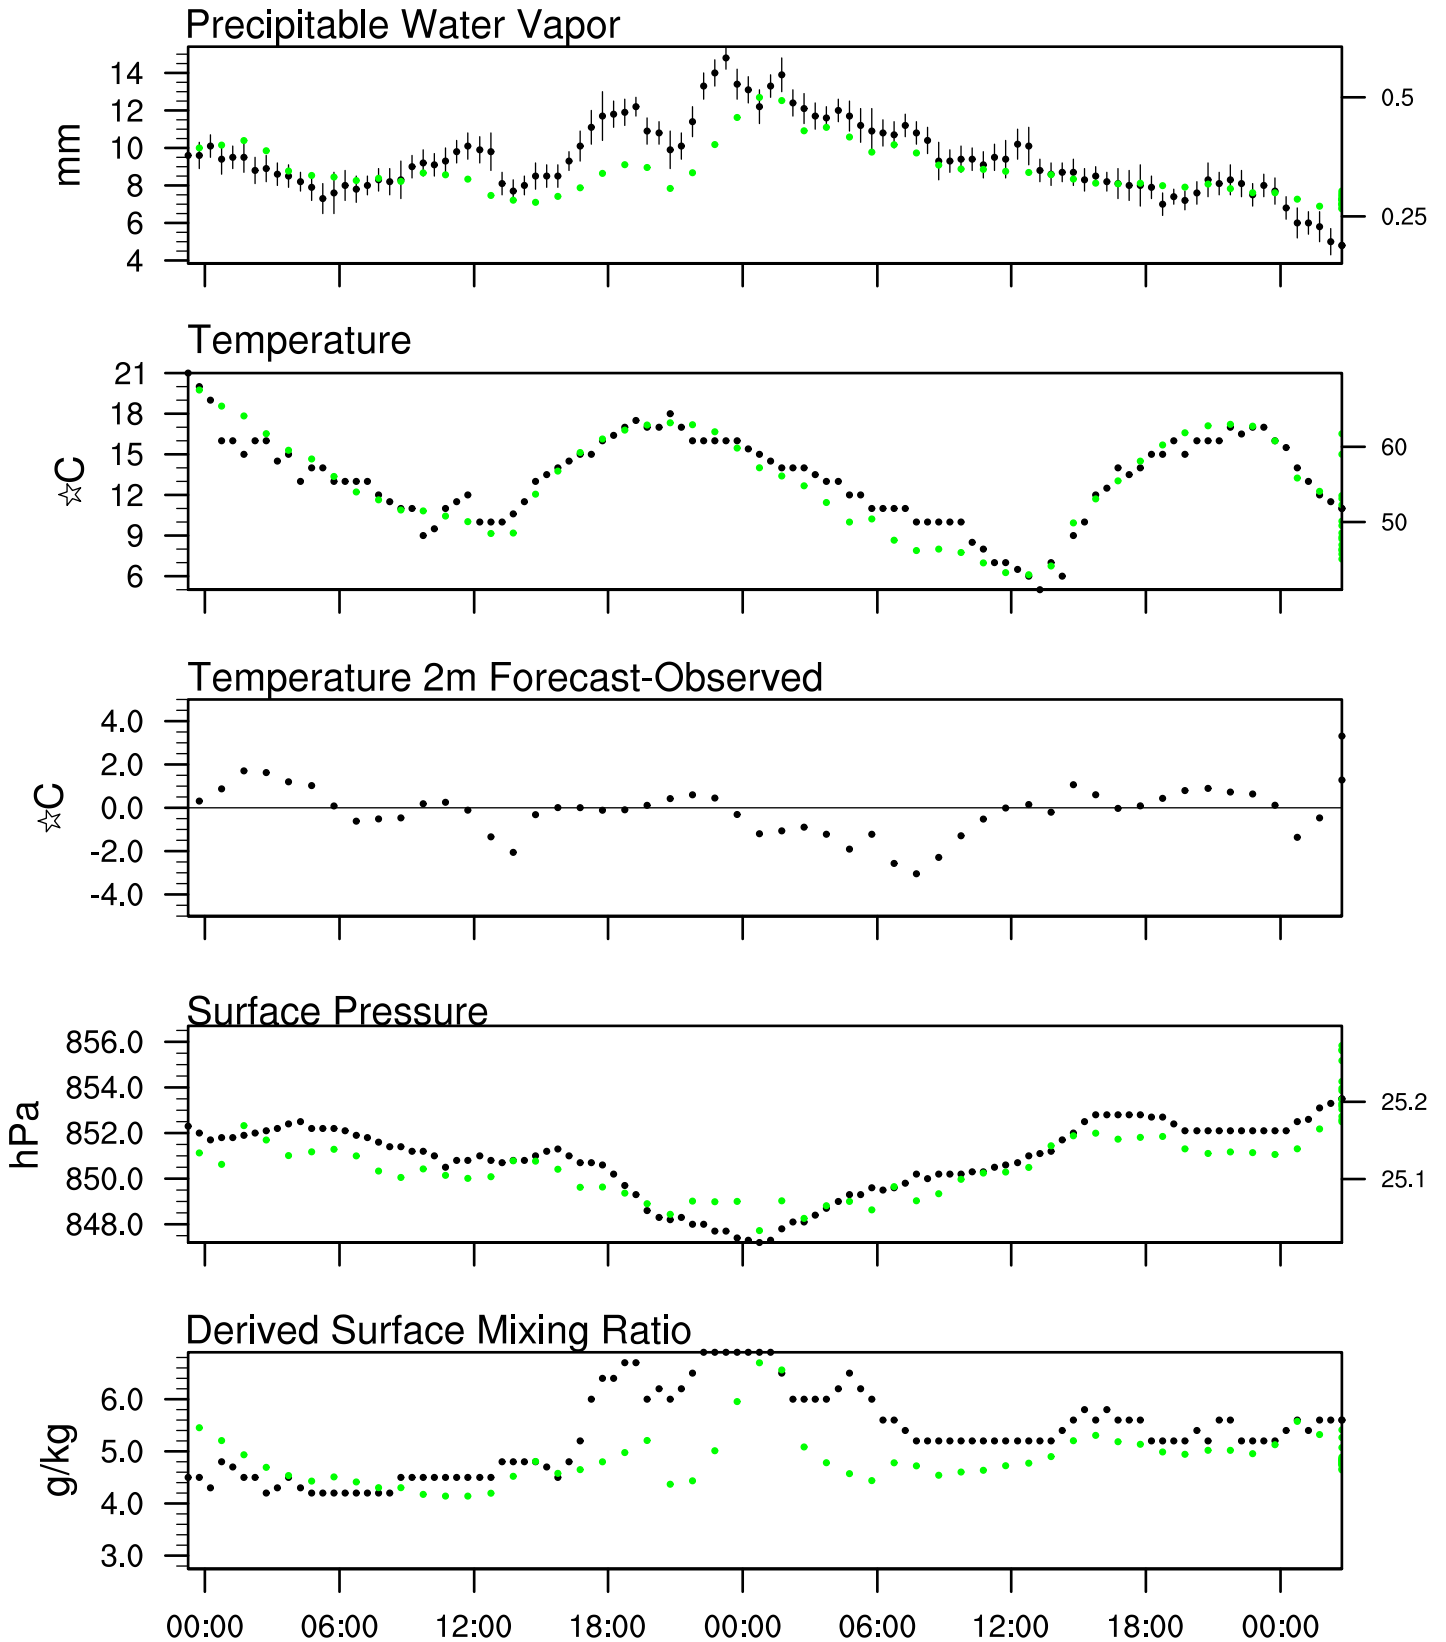 Precipitable Water Vapor
14
12
10
8
6
4
mm
0.5
0.25
Temperature
21
18
15
12
9
6
☆C
60
50
Temperature 2m Forecast-Observed
4.0
2.0
0.0
-2.0
-4.0
☆C
Surface Pressure
856.0
854.0
852.0
850.0
848.0
hPa
25.2
25.1
Derived Surface Mixing Ratio
6.0
5.0
4.0
3.0
g/kg
00:00 06:00 12:00 18:00 00:00 06:00 12:00 18:00 00:00